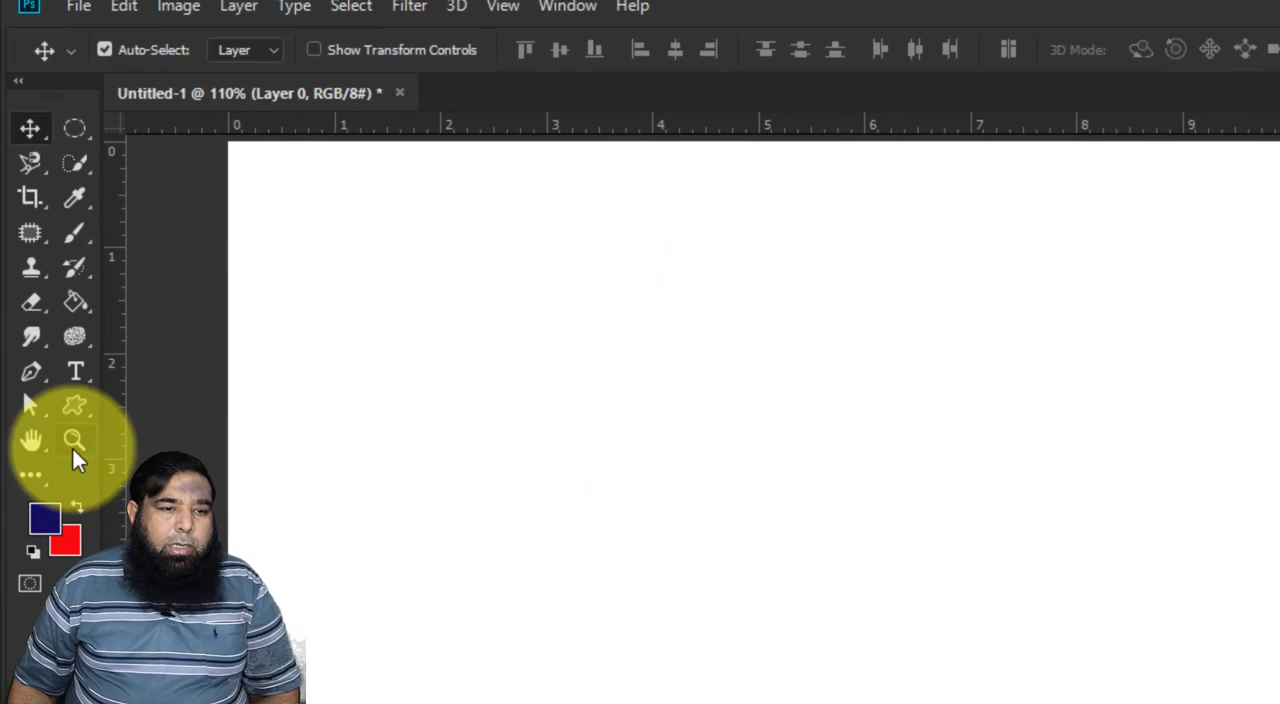 Ps File Edit Image Layer Type Select Filter 3D View Window Help
Auto-Select: Layer Show Transform Controls 3D Mode:
Untitled-1 @ 110% (Layer 0, RGB/8#) * ×
0 1 2 3 4 5 6 7 8 9
0
1
2
T
3